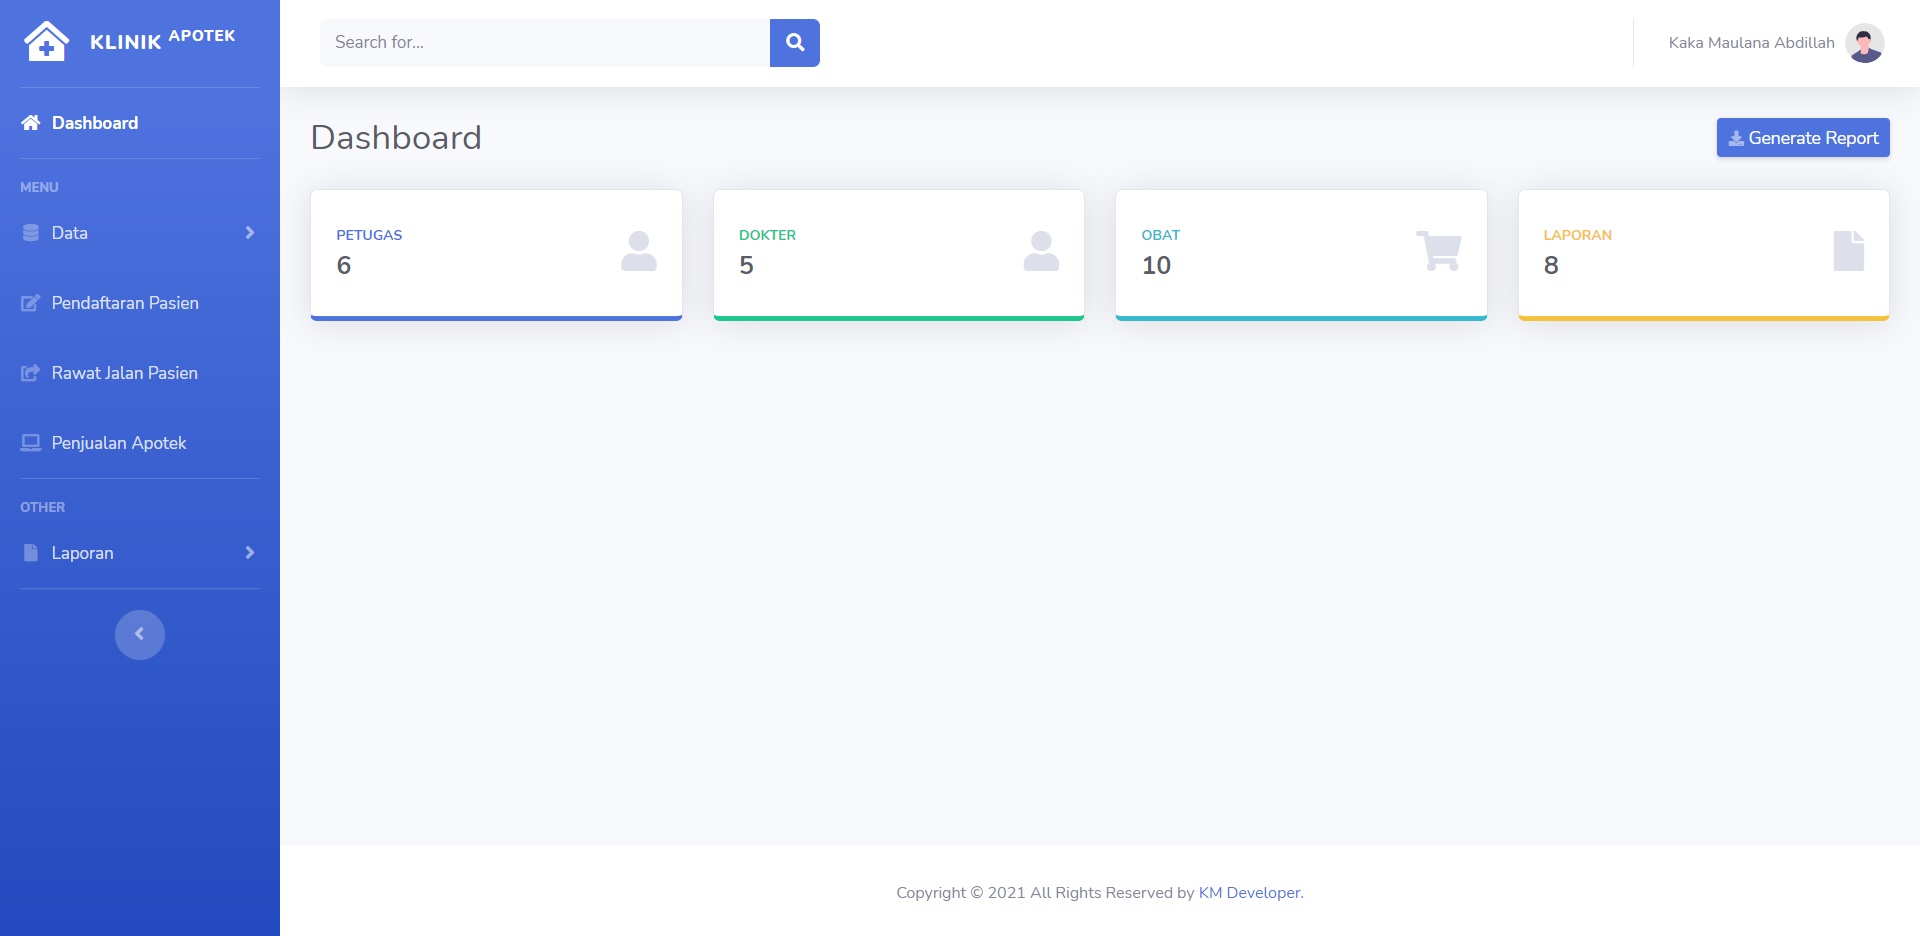 KLINIK APOTEK
Dashboard
MENU
Data
Pendaftaran Pasien
Rawat Jalan Pasien
Penjualan Apotek
OTHER
Laporan
Search for...
Kaka Maulana Abdillah
Dashboard
Generate Report
PETUGAS
6
DOKTER
5
OBAT
10
LAPORAN
8
Copyright © 2021 All Rights Reserved by KM Developer.